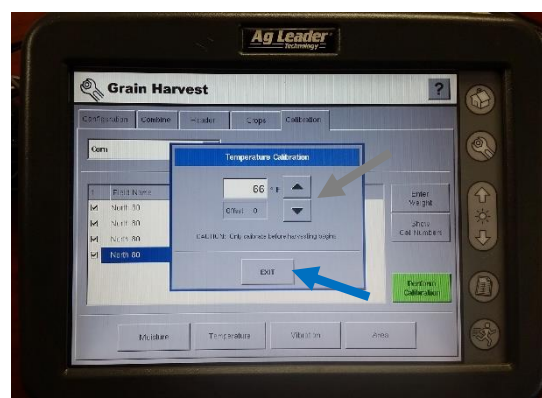 Ag Leader
Technology
Grain Harvest
?
Configuration Combine Header Crops Calibration
Corn
Temperature Calibration
66 °F
Offset 0
CAUTION: Only calibrate before harvesting begins
EXIT
Field Name
North 80
North 80
North 80
North 80
Enter
Weight
Show
Cal Numbers
Perform
Calibration
Moisture Temperature Vibration Area